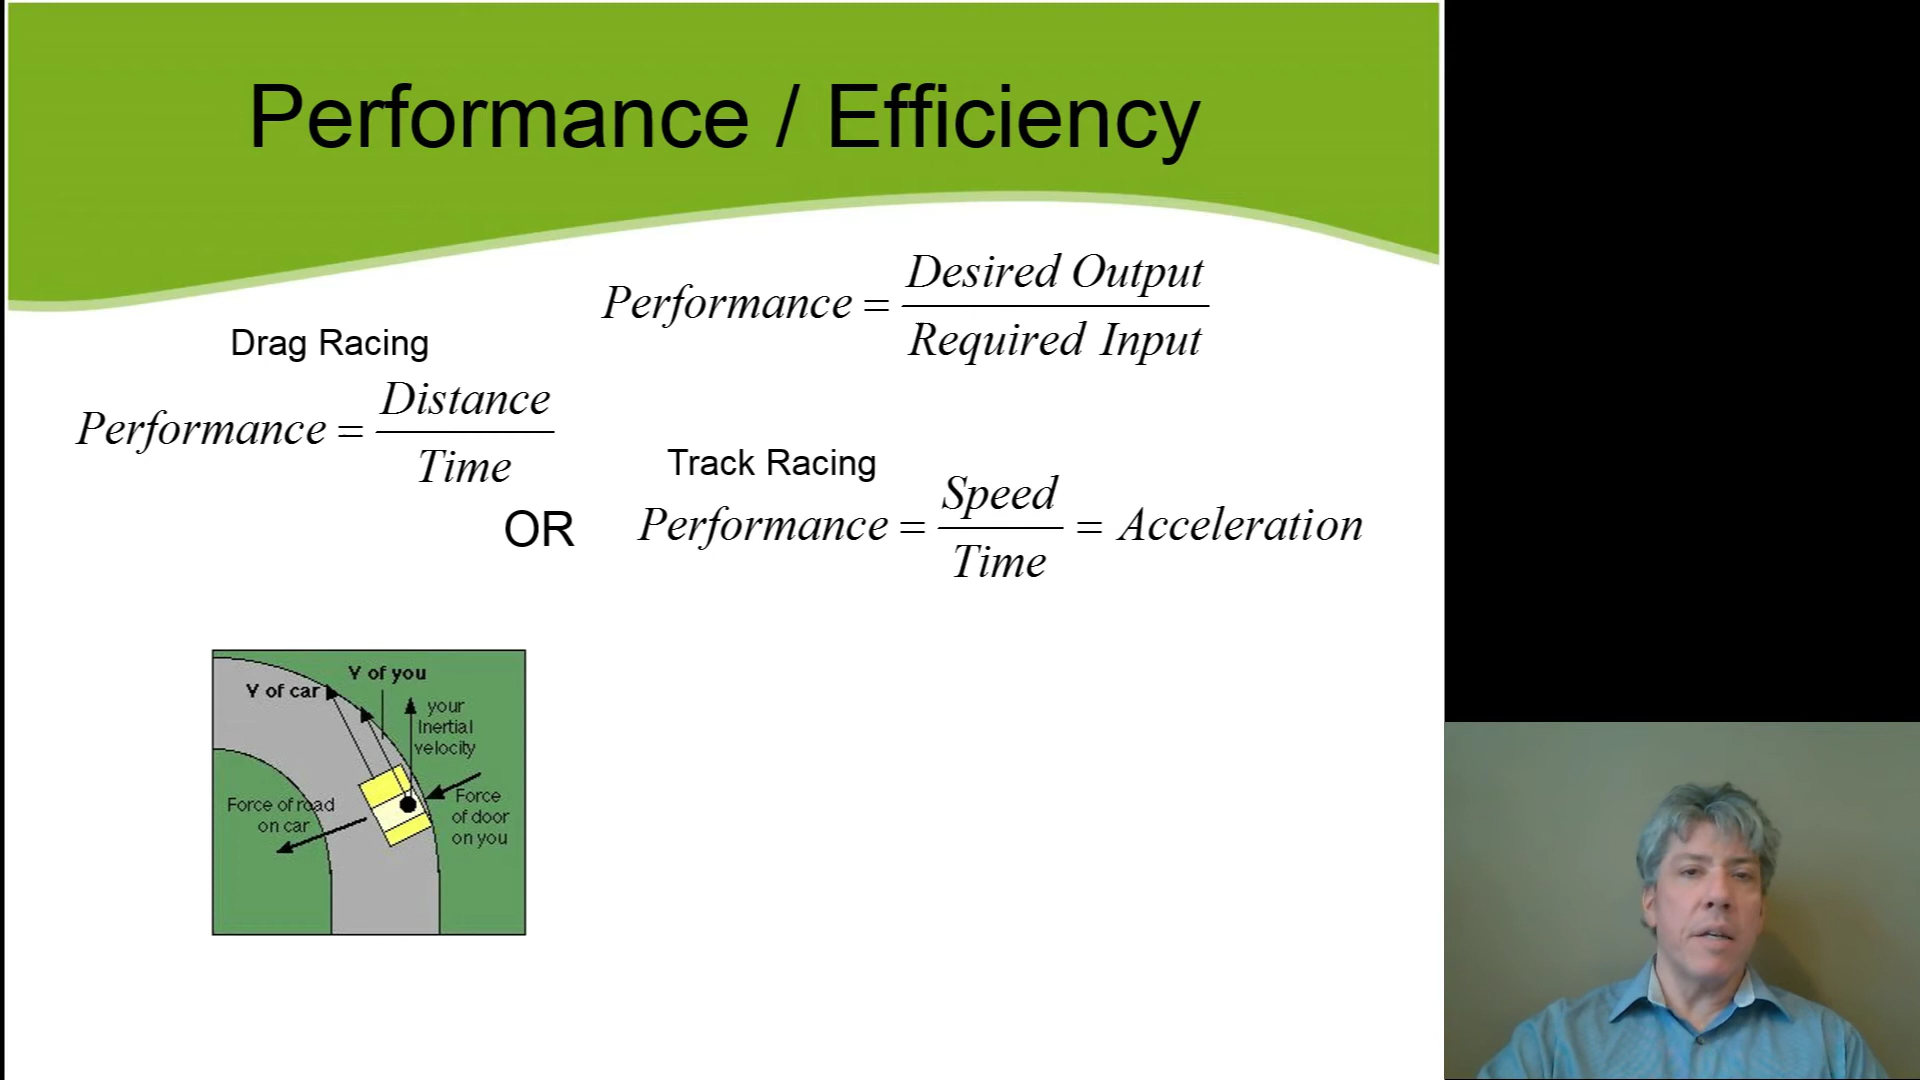 Performance / Efficiency
Performance = Desired Output / Required Input
Drag Racing
Performance = Distance / Time
OR
Track Racing
Performance = Speed / Time = Acceleration
V of you
V of car
your
Inertial
velocity
Force of road
on car
Force
of door
on you